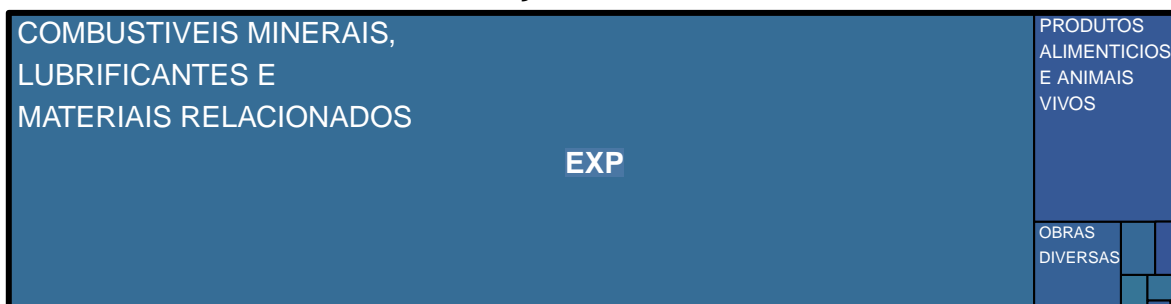 COMBUSTIVEIS MINERAIS,
LUBRIFICANTES E
MATERIAIS RELACIONADOS
EXP
PRODUTOS
ALIMENTICIOS
E ANIMAIS
VIVOS
OBRAS
DIVERSAS